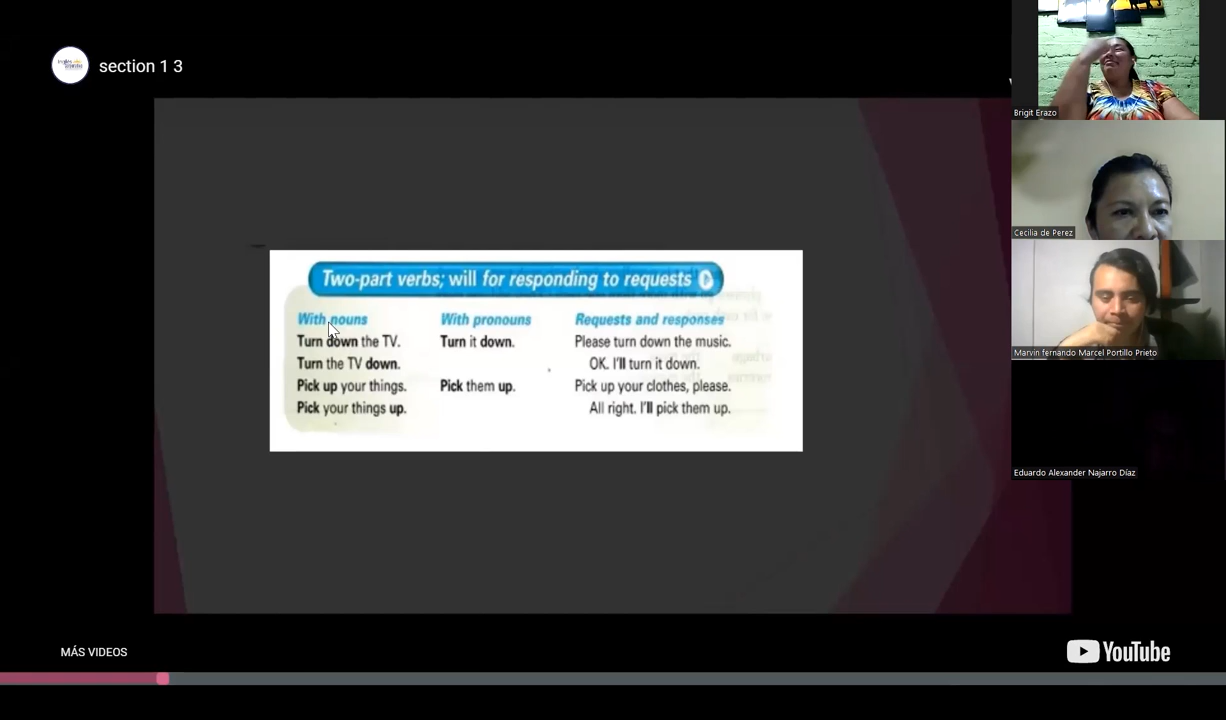 section 1 3
Two-part verbs; will for responding to requests
With nouns With pronouns Requests and responses
Turn down the TV. Turn it down. Please turn down the music.
Turn the TV down. OK. I'll turn it down.
Pick up your things. Pick them up. Pick up your clothes, please.
Pick your things up. All right. I'll pick them up.
Brigit Erazo
Cecilia de Perez
Marvin fernando Marcel Portillo Prieto
Eduardo Alexander Najarro Díaz
MÁS VIDEOS
YouTube